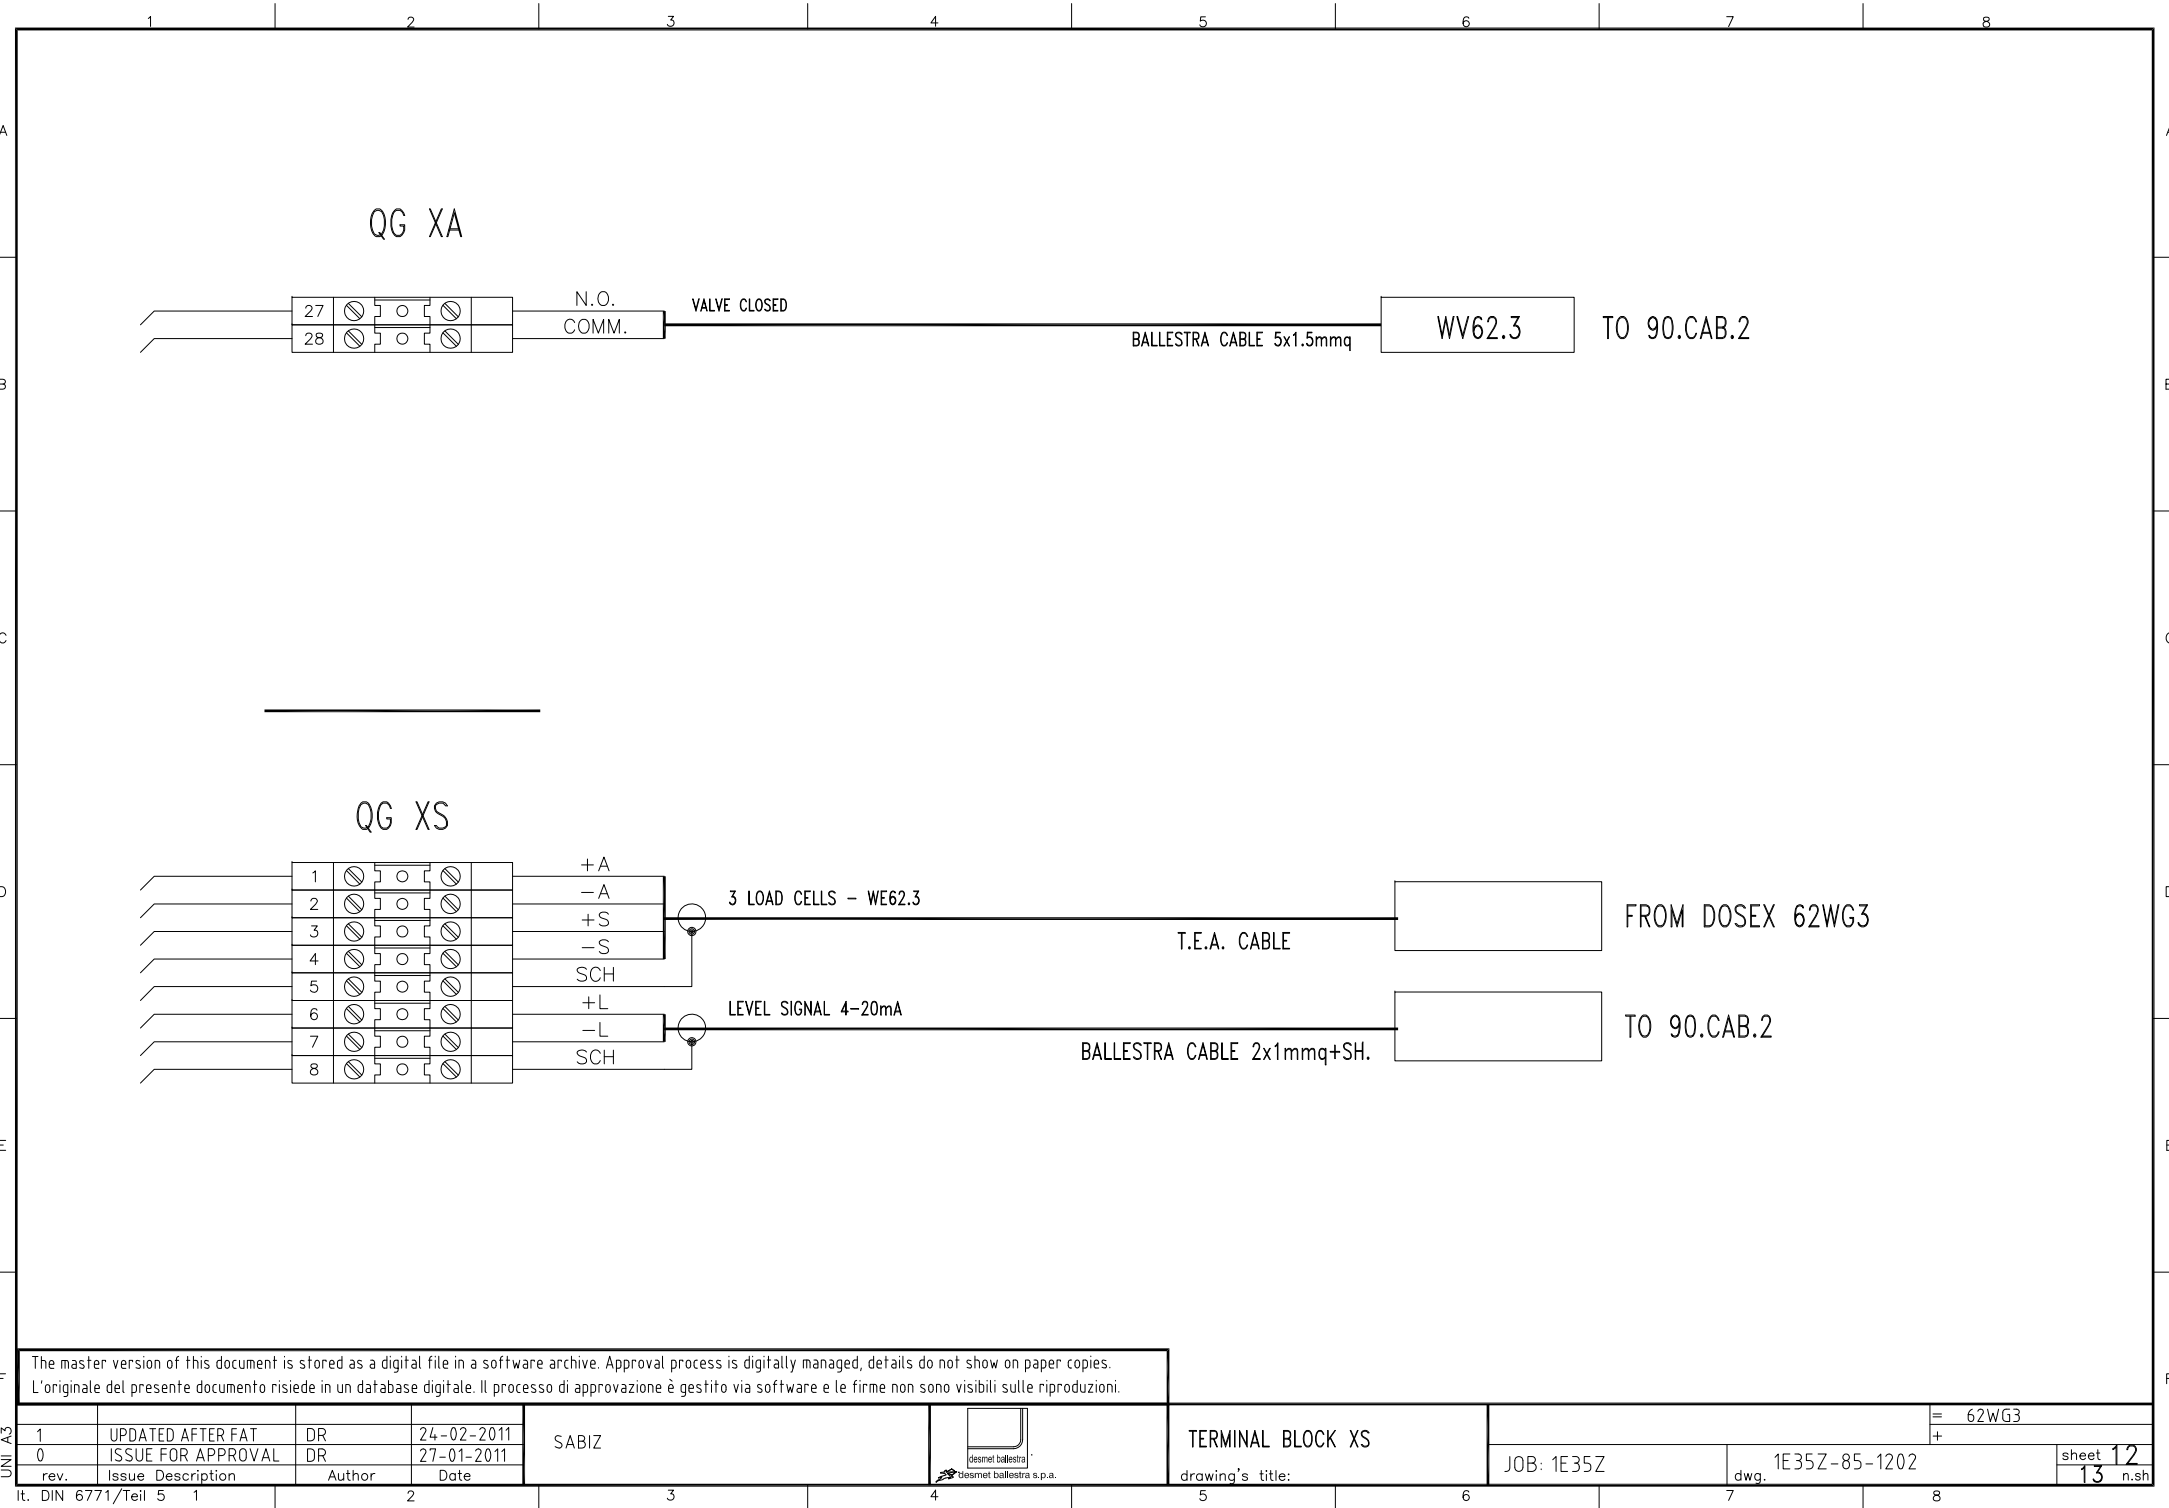 1 2 3 4 5 6 7 8
A A
QG XA
27 N.O. VALVE CLOSED
28 COMM. BALLESTRA CABLE 5x1.5mmq WV62.3 TO 90.CAB.2
B
C
QG XS
1 +A
2 -A
3 +S
4 -S
5 SCH
3 LOAD CELLS - WE62.3
T.E.A. CABLE
FROM DOSEX 62WG3
D
6 +L
7 -L
8 SCH
LEVEL SIGNAL 4-20mA
BALLESTRA CABLE 2x1mmq+SH.
TO 90.CAB.2
E
The master version of this document is stored as a digital file in a software archive. Approval process is digitally managed, details do not show on paper copies.
L'originale del presente documento risiede in un database digitale. Il processo di approvazione è gestito via software e le firme non sono visibili sulle riproduzioni.
F
UNI A3
1 UPDATED AFTER FAT DR 24-02-2011
0 ISSUE FOR APPROVAL DR 27-01-2011
rev. Issue Description Author Date
SABIZ
desmet ballestra
desmet ballestra s.p.a.
TERMINAL BLOCK XS
drawing's title:
JOB: 1E35Z
dwg. 1E35Z-85-1202
= 62WG3
+
sheet 12
13 n.sh
lt. DIN 6771/Teil 5 1 2 3 4 5 6 7 8